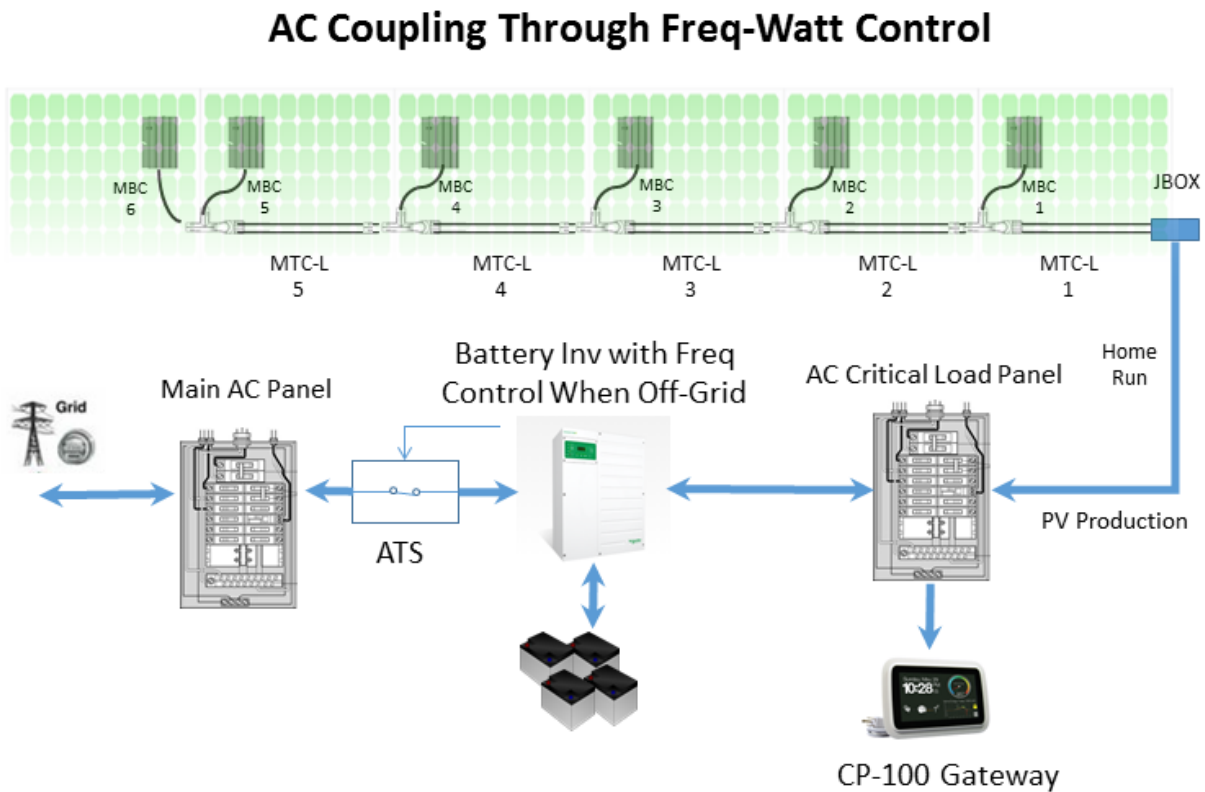 AC Coupling Through Freq-Watt Control
MBC
6
MBC
5
MBC
4
MBC
3
MBC
2
MBC
1
JBOX
MTC-L
5
MTC-L
4
MTC-L
3
MTC-L
2
MTC-L
1
Home
Run
Battery Inv with Freq
Control When Off-Grid
AC Critical Load Panel
Main AC Panel
Grid
PV Production
ATS
10:28
CP-100 Gateway